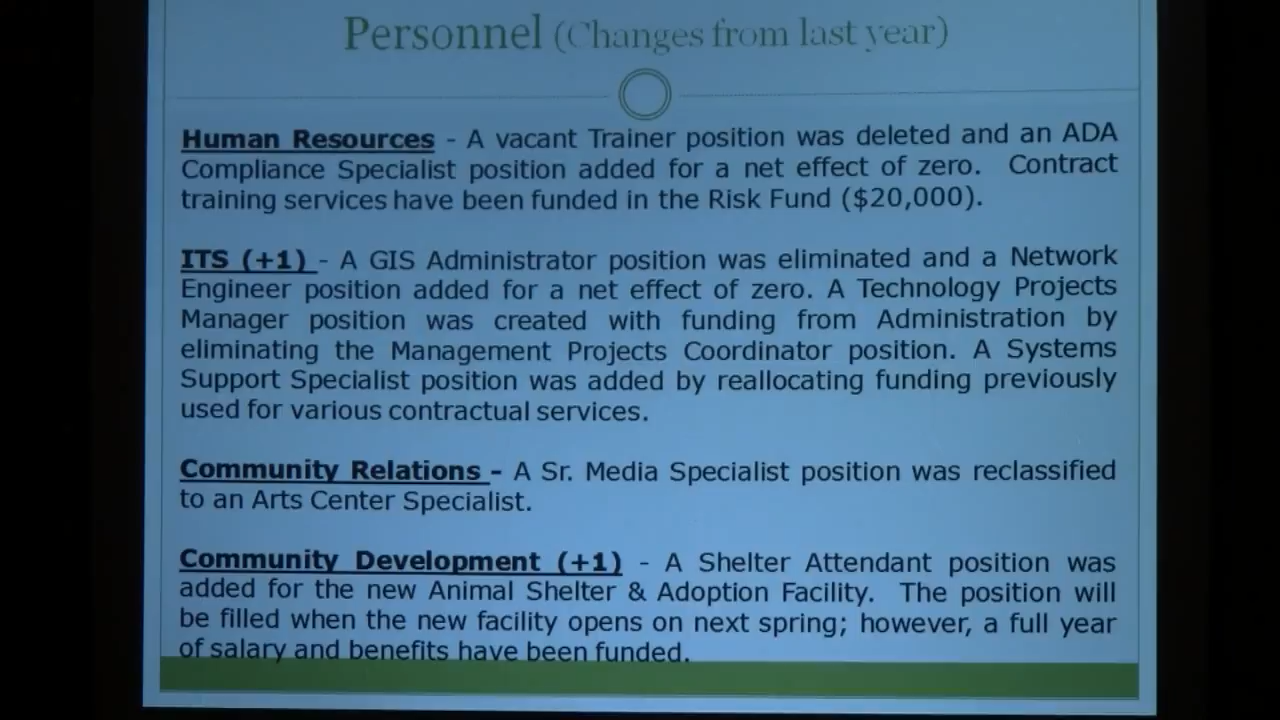 Personnel (Changes from last year)
Human Resources - A vacant Trainer position was deleted and an ADA
Compliance Specialist position added for a net effect of zero. Contract
training services have been funded in the Risk Fund ($20,000).
ITS (+1) - A GIS Administrator position was eliminated and a Network
Engineer position added for a net effect of zero. A Technology Projects
Manager position was created with funding from Administration by
eliminating the Management Projects Coordinator position. A Systems
Support Specialist position was added by reallocating funding previously
used for various contractual services.
Community Relations - A Sr. Media Specialist position was reclassified
to an Arts Center Specialist.
Community Development (+1) - A Shelter Attendant position was
added for the new Animal Shelter & Adoption Facility. The position will
be filled when the new facility opens on next spring; however, a full year
of salary and benefits have been funded.